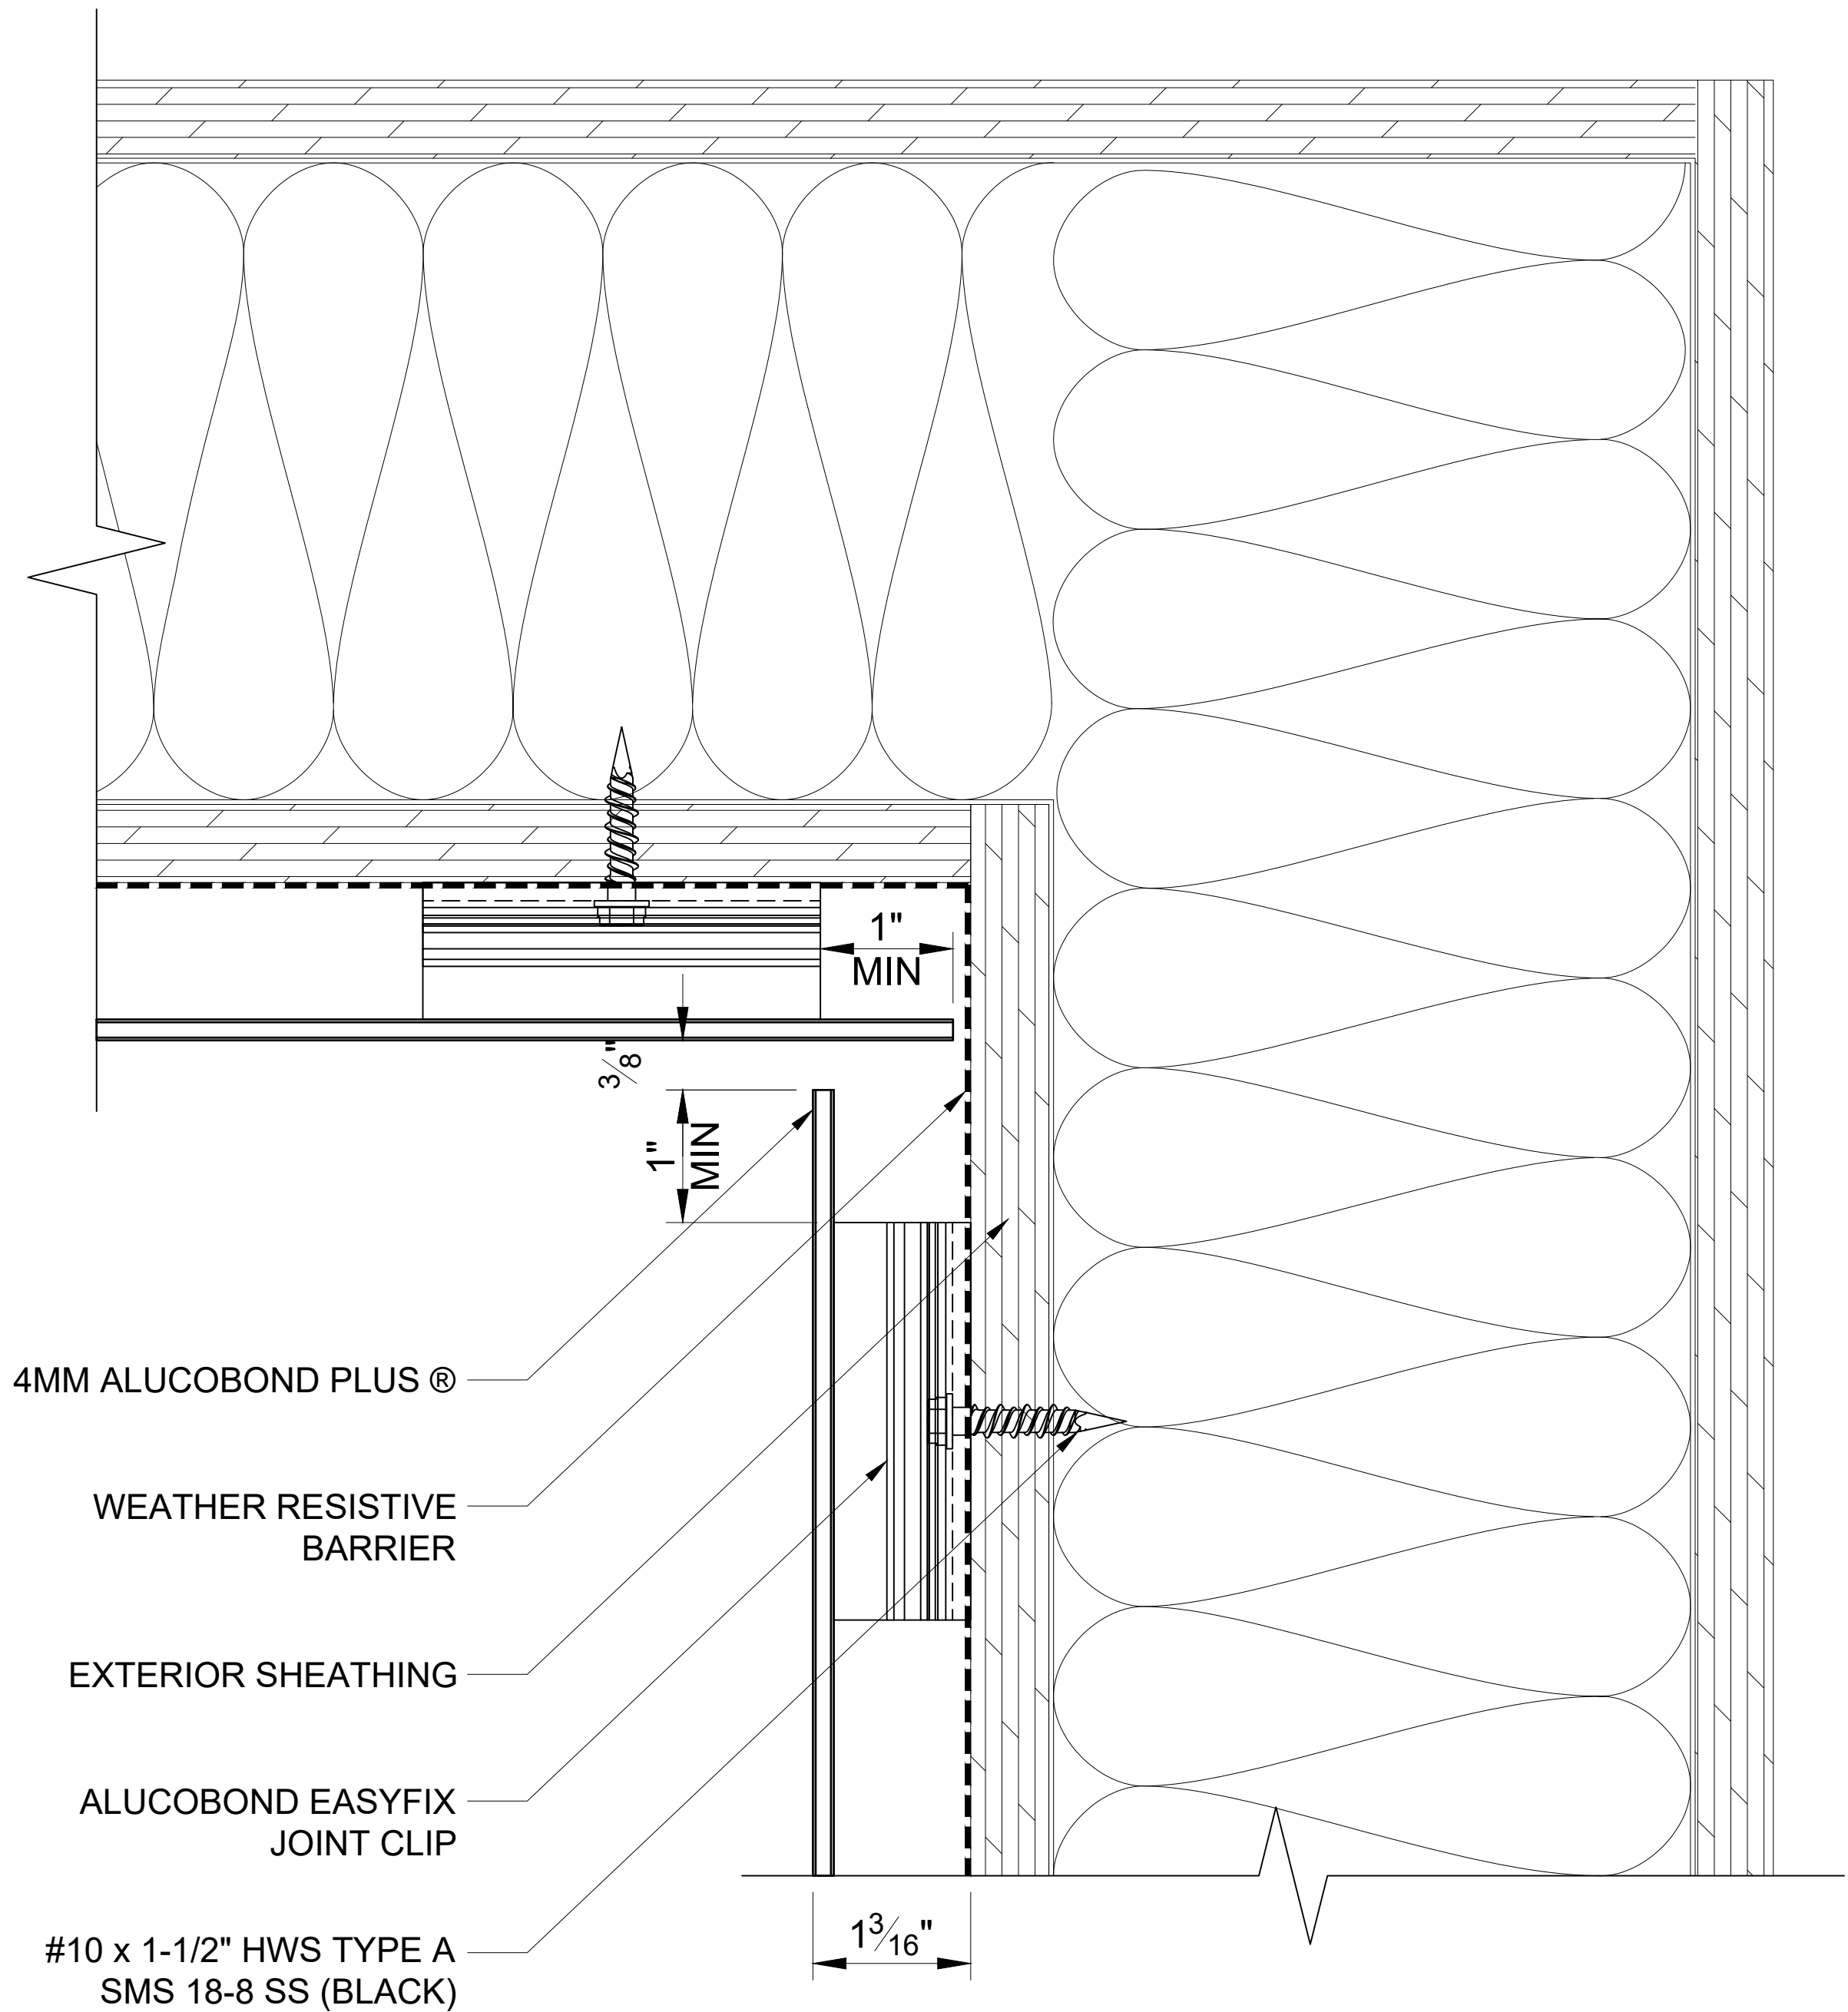 1"
MIN
3/8"
1"
MIN
4MM ALUCOBOND PLUS ®
WEATHER RESISTIVE
BARRIER
EXTERIOR SHEATHING
ALUCOBOND EASYFIX
JOINT CLIP
#10 x 1-1/2" HWS TYPE A
SMS 18-8 SS (BLACK)
1 3/16"